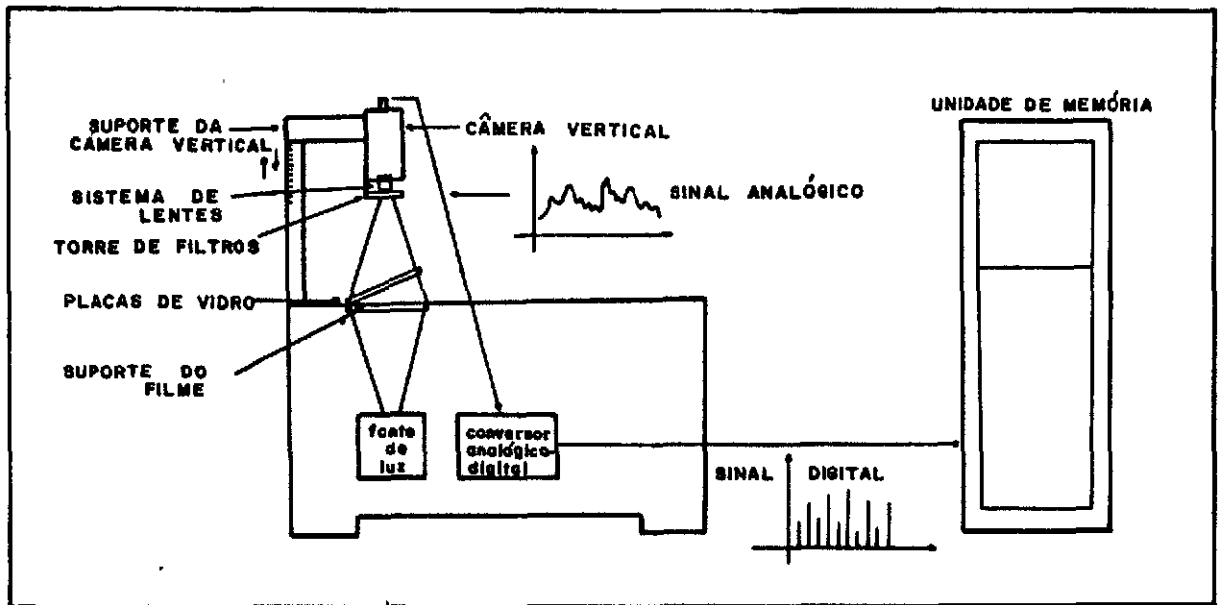 SUPORTE DA
CÂMERA VERTICAL
SISTEMA DE
LENTES
TORRE DE FILTROS
PLACAS DE VIDRO
SUPORTE DO
FILME
CÂMERA VERTICAL
SINAL ANALÓGICO
UNIDADE DE MEMÓRIA
fonte
de
luz
conversor
analógico-
digital
SINAL DIGITAL